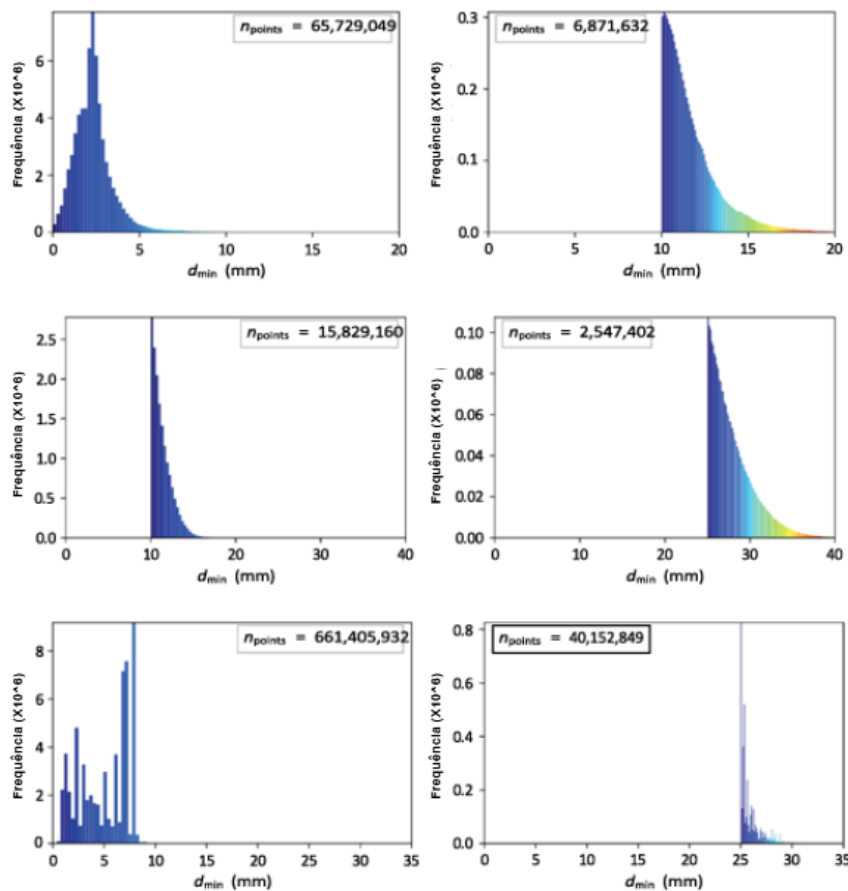 n_points = 65,729,049
Frequência (X10^6)
6
4
2
0
0 5 10 15 20
d_min (mm)
n_points = 6,871,632
Frequência (X10^6)
0.3
0.2
0.1
0.0
0 5 10 15 20
d_min (mm)
n_points = 15,829,160
Frequência (X10^6)
2.5
2.0
1.5
1.0
0.5
0.0
0 10 20 30 40
d_min (mm)
n_points = 2,547,402
Frequência (X10^6)
0.10
0.08
0.06
0.04
0.02
0.00
0 10 20 30 40
d_min (mm)
n_points = 661,405,932
Frequência (X10^6)
8
6
4
2
0
0 5 10 15 20 25 30 35
d_min (mm)
n_points = 40,152,849
Frequência (X10^6)
0.8
0.6
0.4
0.2
0.0
0 5 10 15 20 25 30 35
d_min (mm)